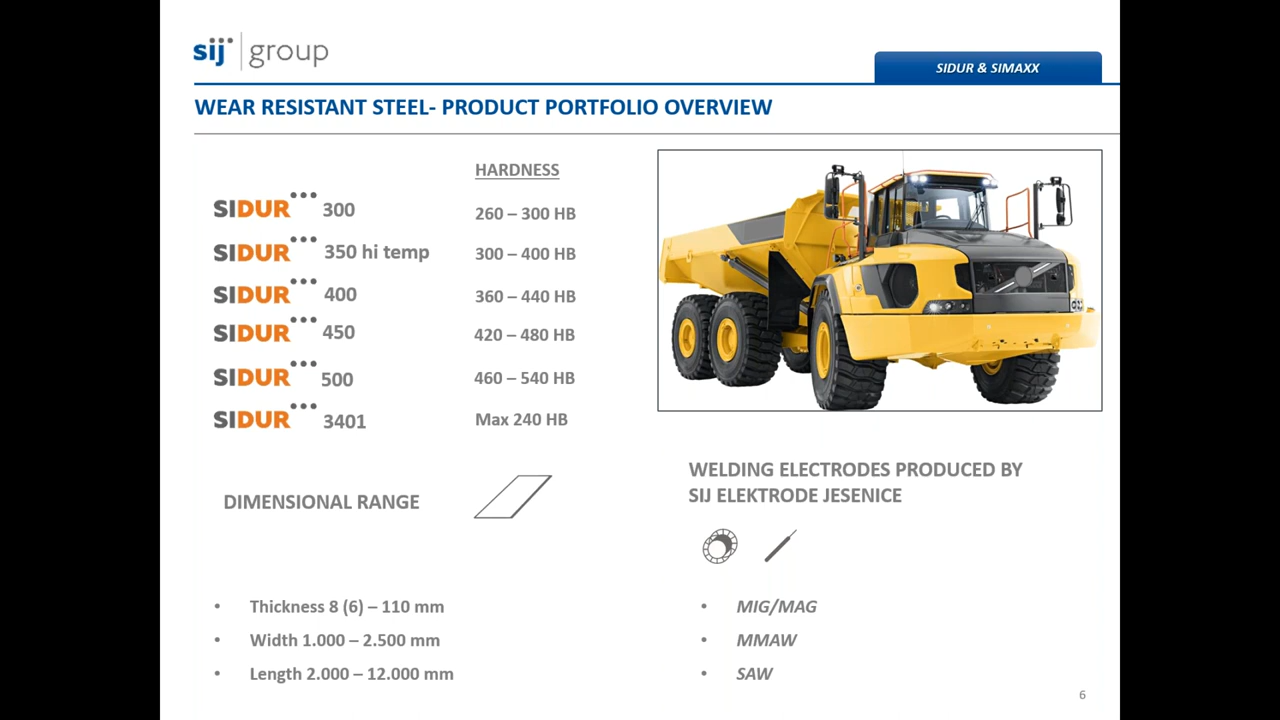 sij group
SIDUR & SIMAXX
WEAR RESISTANT STEEL- PRODUCT PORTFOLIO OVERVIEW
HARDNESS
SIDUR 300 260 – 300 HB
SIDUR 350 hi temp 300 – 400 HB
SIDUR 400 360 – 440 HB
SIDUR 450 420 – 480 HB
SIDUR 500 460 – 540 HB
SIDUR 3401 Max 240 HB
DIMENSIONAL RANGE
• Thickness 8 (6) – 110 mm
• Width 1.000 – 2.500 mm
• Length 2.000 – 12.000 mm
WELDING ELECTRODES PRODUCED BY
SIJ ELEKTRODE JESENICE
• MIG/MAG
• MMAW
• SAW
6